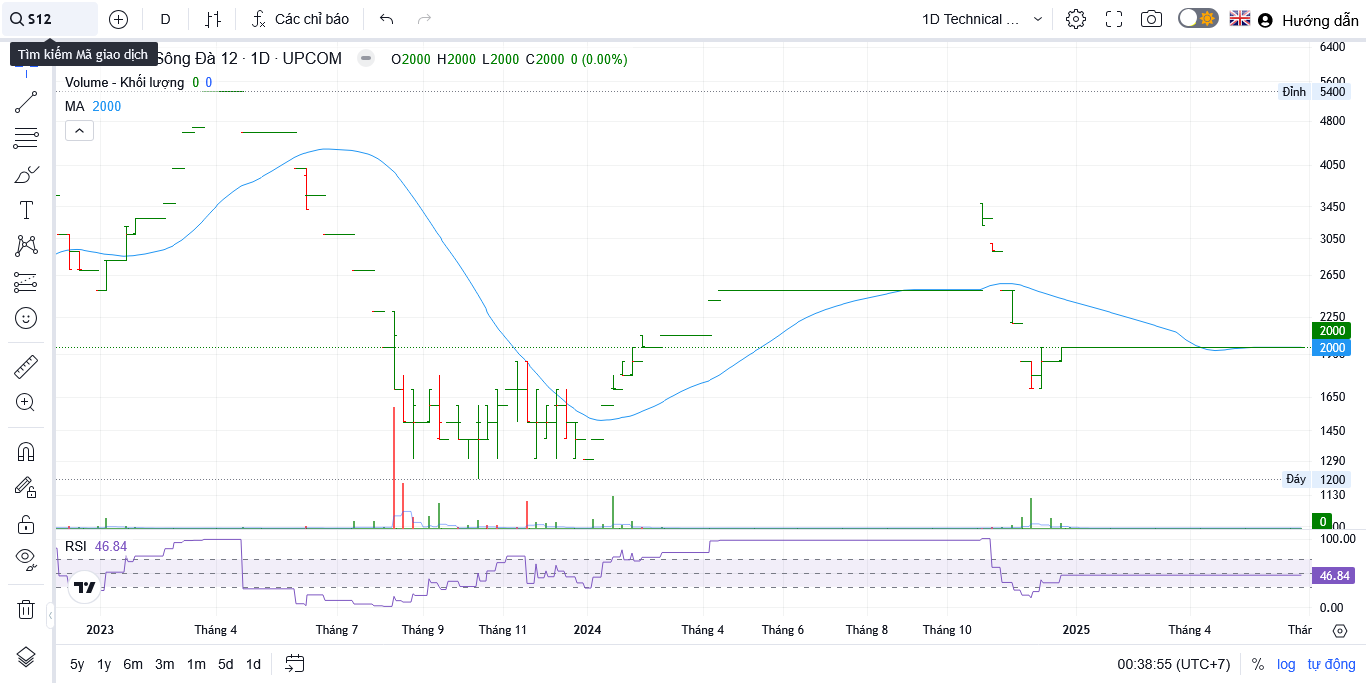 S12
D
Các chỉ báo
1D Technical ...
Hướng dẫn
Tìm kiếm Mã giao dịch
Sông Đà 12 · 1D · UPCOM
O2000 H2000 L2000 C2000 0 (0.00%)
Volume - Khối lượng 0 0
MA 2000
6400
5600
Đỉnh 5400
4800
4050
3450
3050
2650
2250
2000
2000
1650
1450
1290
Đáy 1200
1130
0
RSI 46.84
100.00
46.84
0.00
2023 Tháng 4 Tháng 7 Tháng 9 Tháng 11 2024 Tháng 4 Tháng 6 Tháng 8 Tháng 10 2025 Tháng 4 Thár
5y 1y 6m 3m 1m 5d 1d
00:38:55 (UTC+7) % log tự động